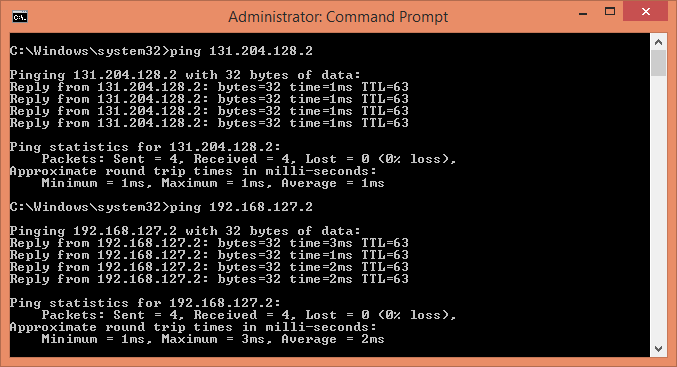 Administrator: Command Prompt
C:\Windows\system32>ping 131.204.128.2
Pinging 131.204.128.2 with 32 bytes of data:
Reply from 131.204.128.2: bytes=32 time=1ms TTL=63
Reply from 131.204.128.2: bytes=32 time=1ms TTL=63
Reply from 131.204.128.2: bytes=32 time=1ms TTL=63
Reply from 131.204.128.2: bytes=32 time=1ms TTL=63
Ping statistics for 131.204.128.2:
    Packets: Sent = 4, Received = 4, Lost = 0 (0% loss),
Approximate round trip times in milli-seconds:
    Minimum = 1ms, Maximum = 1ms, Average = 1ms
C:\Windows\system32>ping 192.168.127.2
Pinging 192.168.127.2 with 32 bytes of data:
Reply from 192.168.127.2: bytes=32 time=3ms TTL=63
Reply from 192.168.127.2: bytes=32 time=1ms TTL=63
Reply from 192.168.127.2: bytes=32 time=2ms TTL=63
Reply from 192.168.127.2: bytes=32 time=2ms TTL=63
Ping statistics for 192.168.127.2:
    Packets: Sent = 4, Received = 4, Lost = 0 (0% loss),
Approximate round trip times in milli-seconds:
    Minimum = 1ms, Maximum = 3ms, Average = 2ms